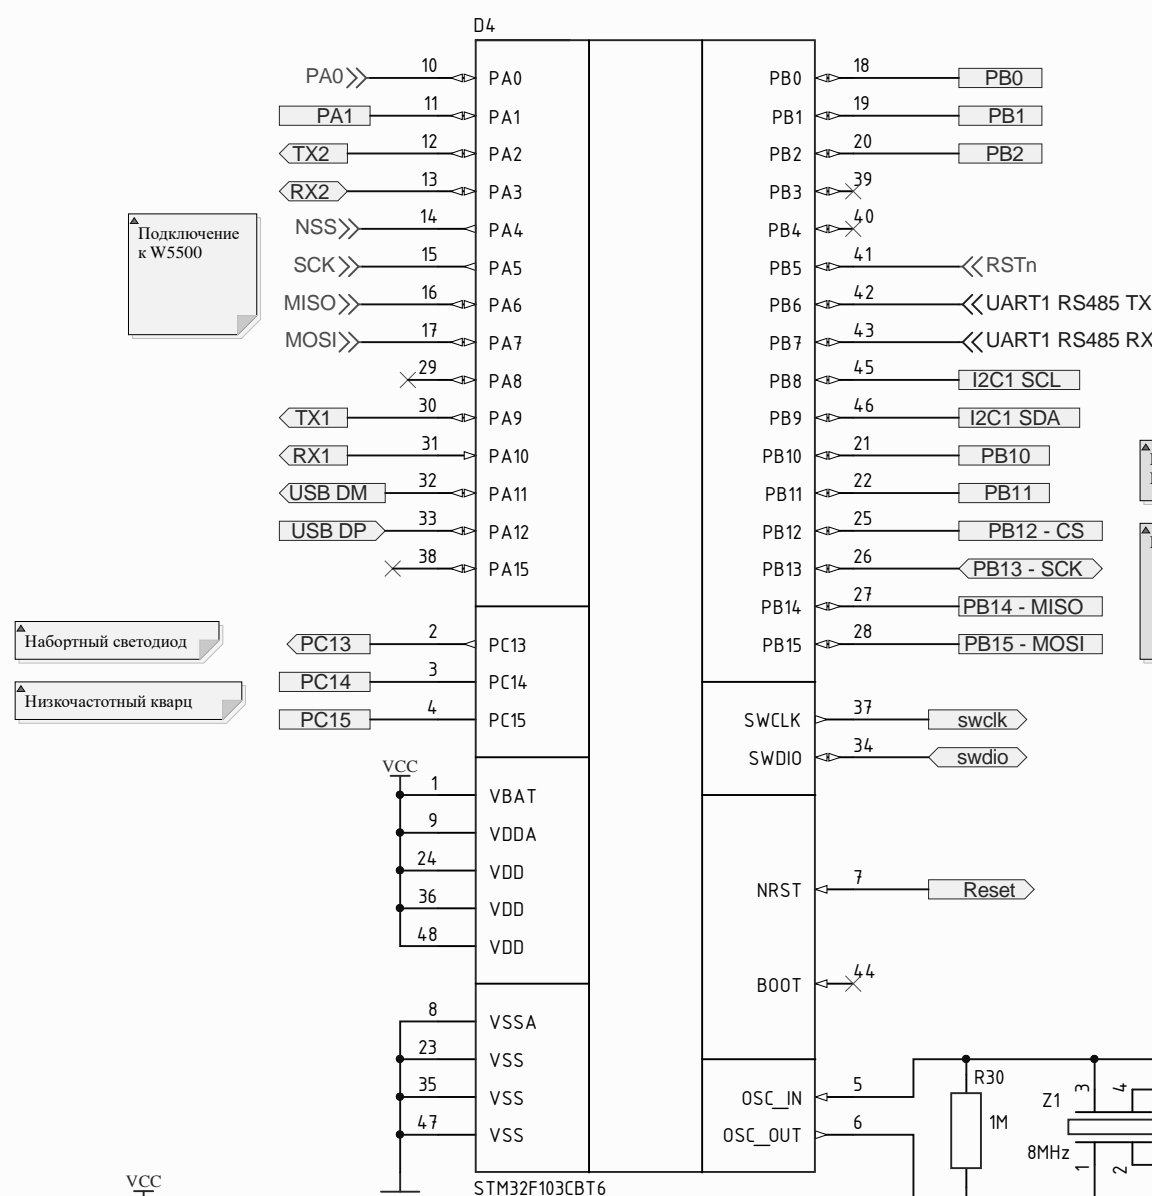 D4
PA0 10 PA0 PB0 18 PB0
PA1 11 PA1 PB1 19 PB1
TX2 12 PA2 PB2 20 PB2
RX2 13 PA3 PB3 39
NSS 14 PA4 PB4 40
SCK 15 PA5 PB5 41 RSTn
MISO 16 PA6 PB6 42 UART1 RS485 TX
MOSI 17 PA7 PB7 43 UART1 RS485 RX
29 PA8 PB8 45 I2C1 SCL
TX1 30 PA9 PB9 46 I2C1 SDA
RX1 31 PA10 PB10 21 PB10
USB DM 32 PA11 PB11 22 PB11
USB DP 33 PA12 PB12 25 PB12 - CS
38 PA15 PB13 26 PB13 - SCK
PB14 27 PB14 - MISO
PC13 2 PC13 PB15 28 PB15 - MOSI
PC14 3 PC14
PC15 4 PC15 SWCLK 37 swclk
SWDIO 34 swdio
Подключение
к W5500
Набортный светодиод
Низкочастотный кварц
VCC
1 VBAT
9 VDDA
24 VDD
36 VDD
48 VDD
NRST 7 Reset
BOOT 44
8 VSSA
23 VSS
35 VSS
47 VSS
OSC_IN 5
OSC_OUT 6
R30
1M
Z1
8MHz
3 4
1 2
VCC
STM32F103CBT6